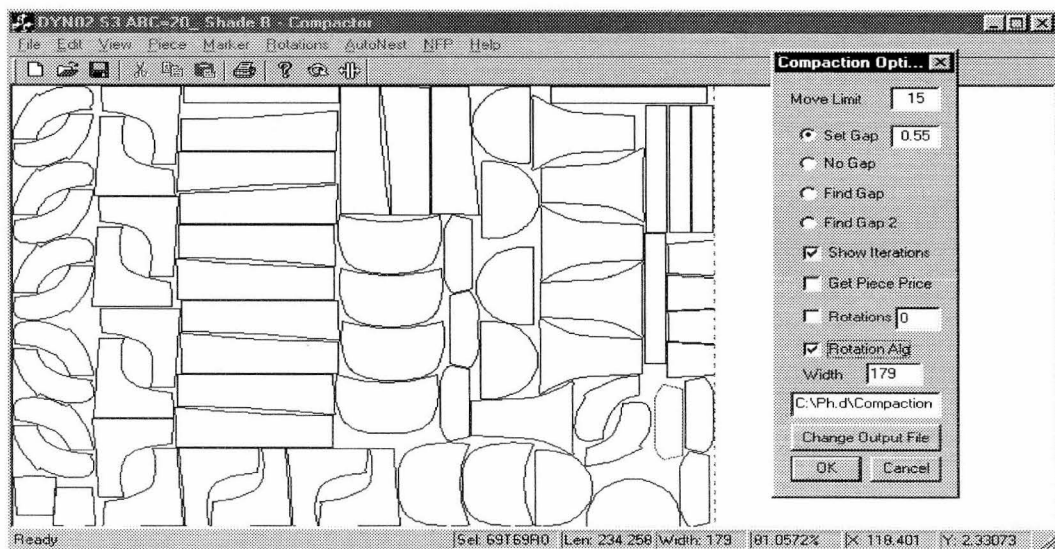 DYN02 S3 ABC=20_ Shade B - Compactor
File Edit View Piece Marker Rotations AutoNest NFP Help
Compaction Opti...
Move Limit 15
Set Gap 0.55
No Gap
Find Gap
Find Gap 2
Show Iterations
Get Piece Price
Rotations 0
Rotation Alg
Width 179
C:\Ph.d\Compaction
Change Output File
OK Cancel
Ready Sel: 69T69R0 Len: 234.258 Width: 179 81.0572% X: 118.401 Y: 2.33073